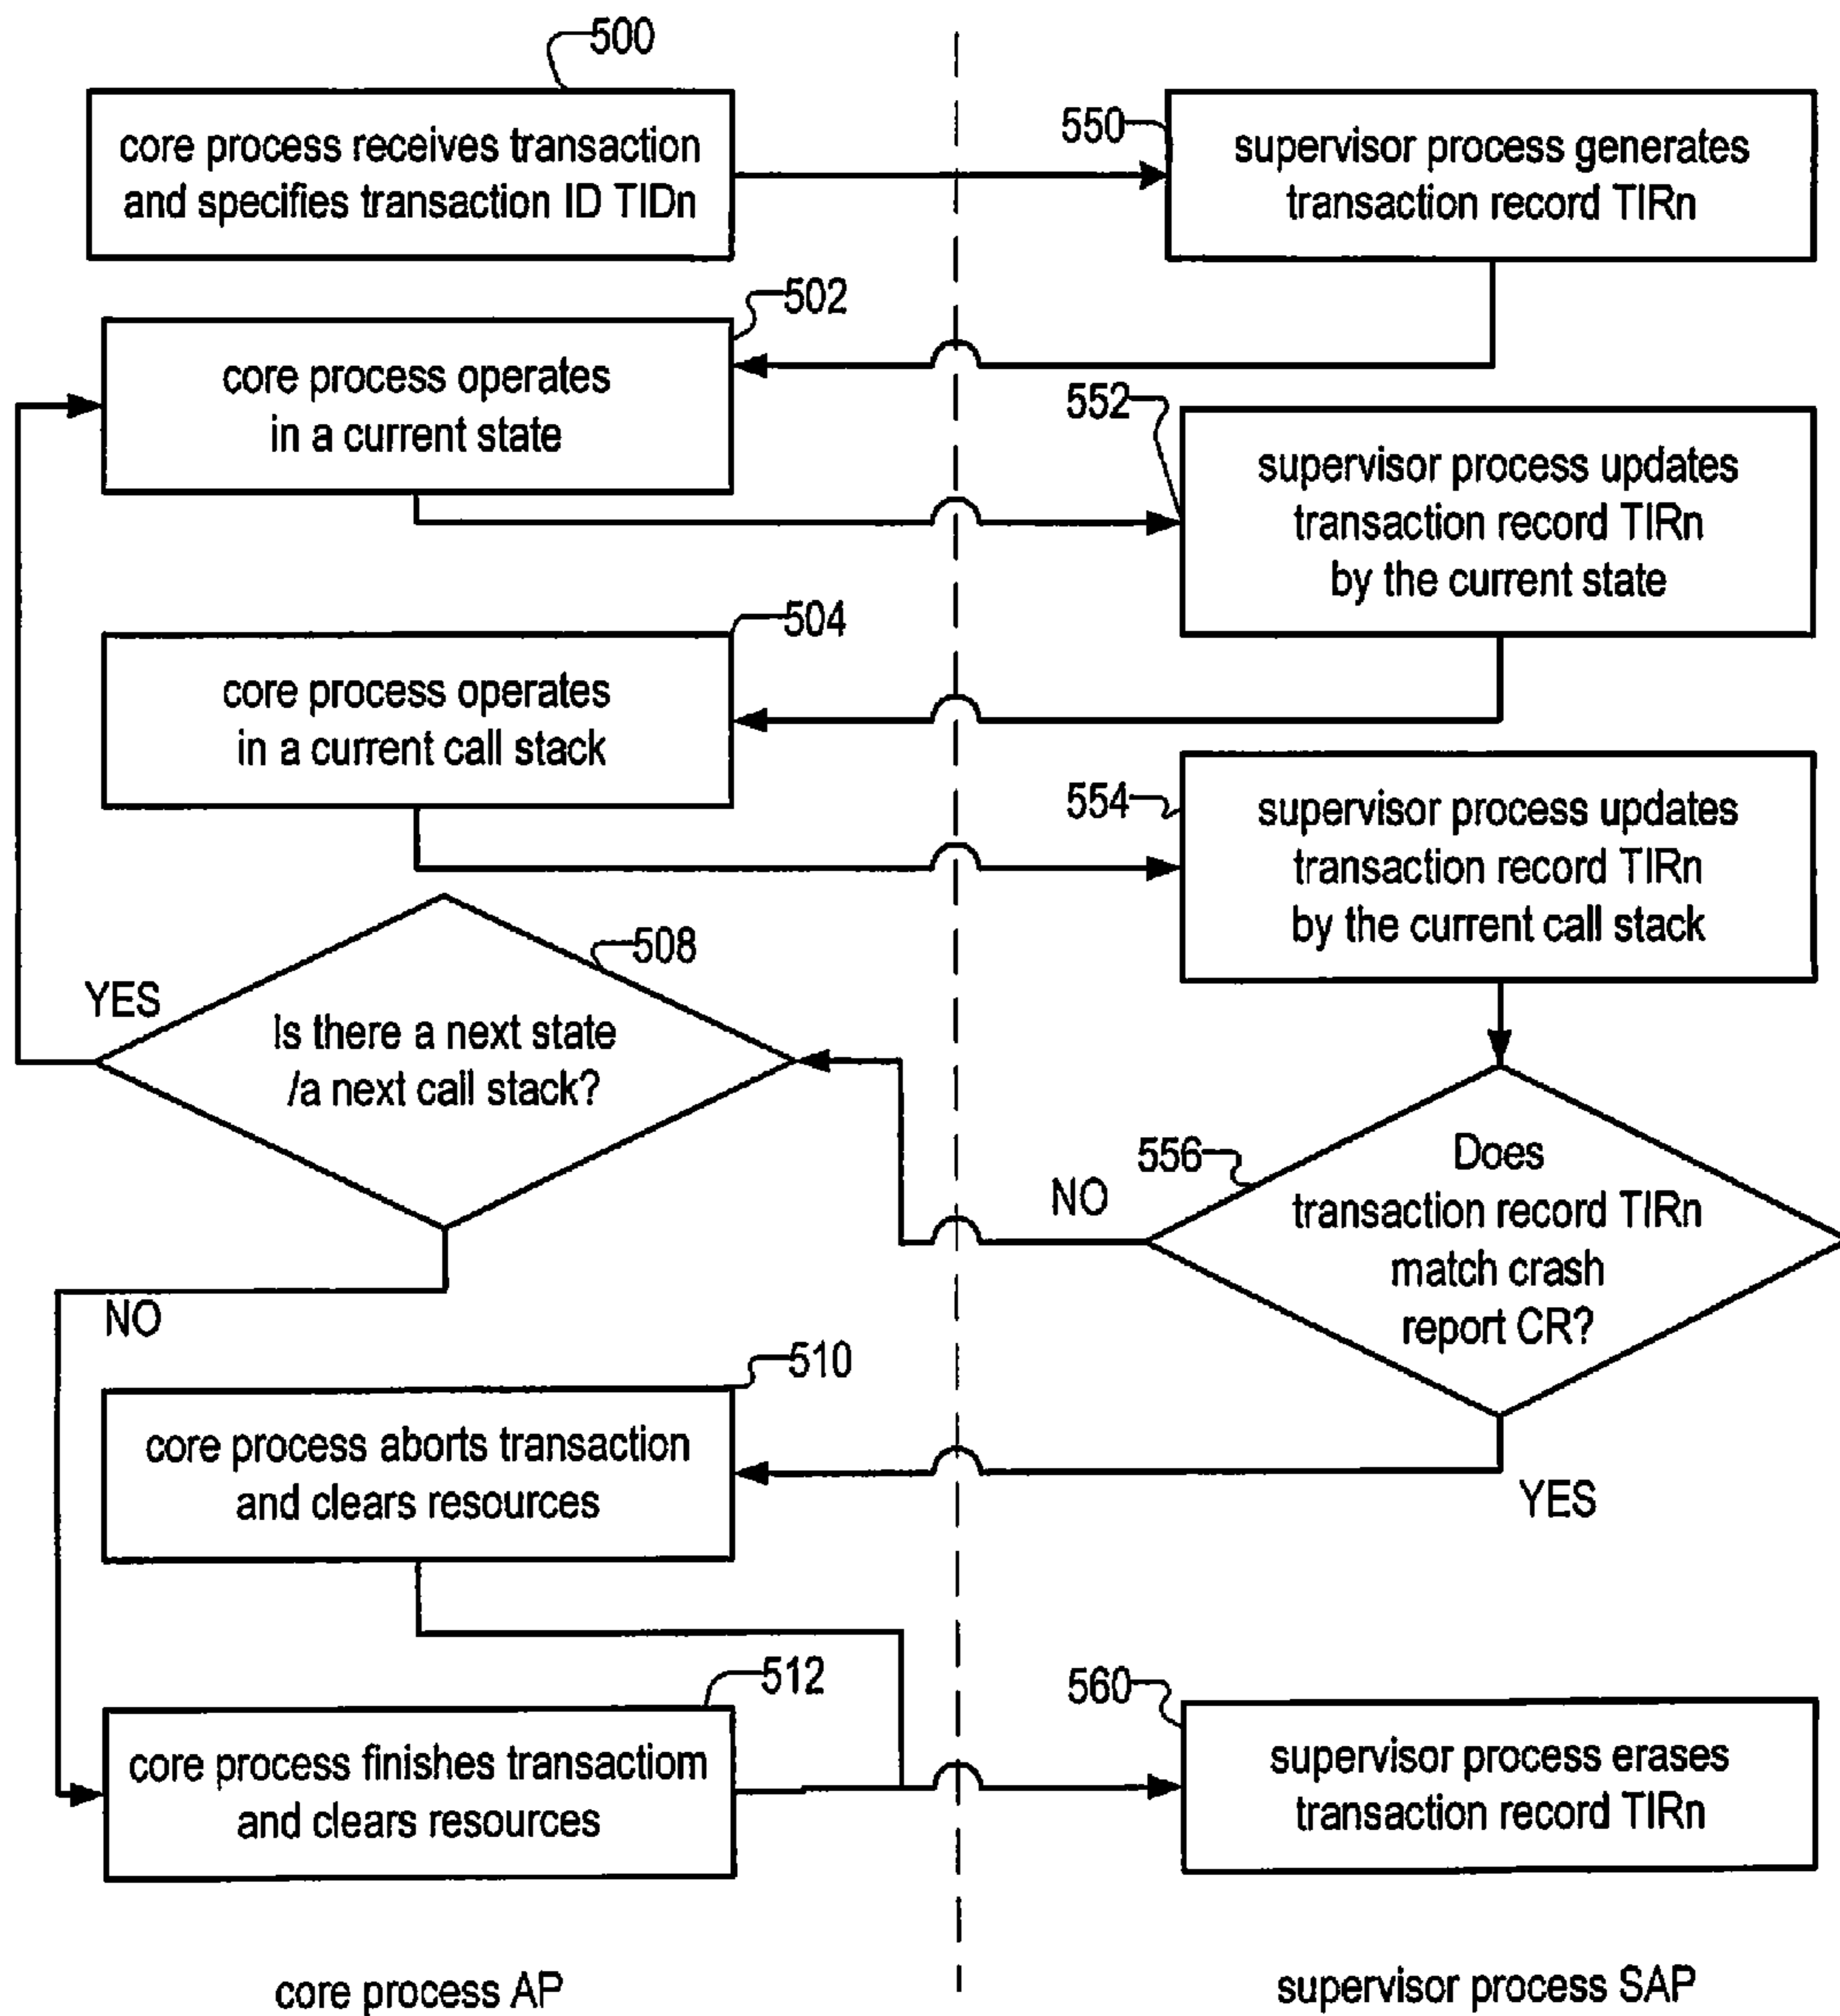 500
core process receives transaction
and specifies transaction ID TIDn
550
supervisor process generates
transaction record TIRn
502
core process operates
in a current state
552
supervisor process updates
transaction record TIRn
by the current state
504
core process operates
in a current call stack
554
supervisor process updates
transaction record TIRn
by the current call stack
508
YES
Is there a next state
/a next call stack?
NO
556
NO
Does
transaction record TIRn
match crash
report CR?
YES
510
core process aborts transaction
and clears resources
512
core process finishes transactiom
and clears resources
560
supervisor process erases
transaction record TIRn
core process AP
supervisor process SAP